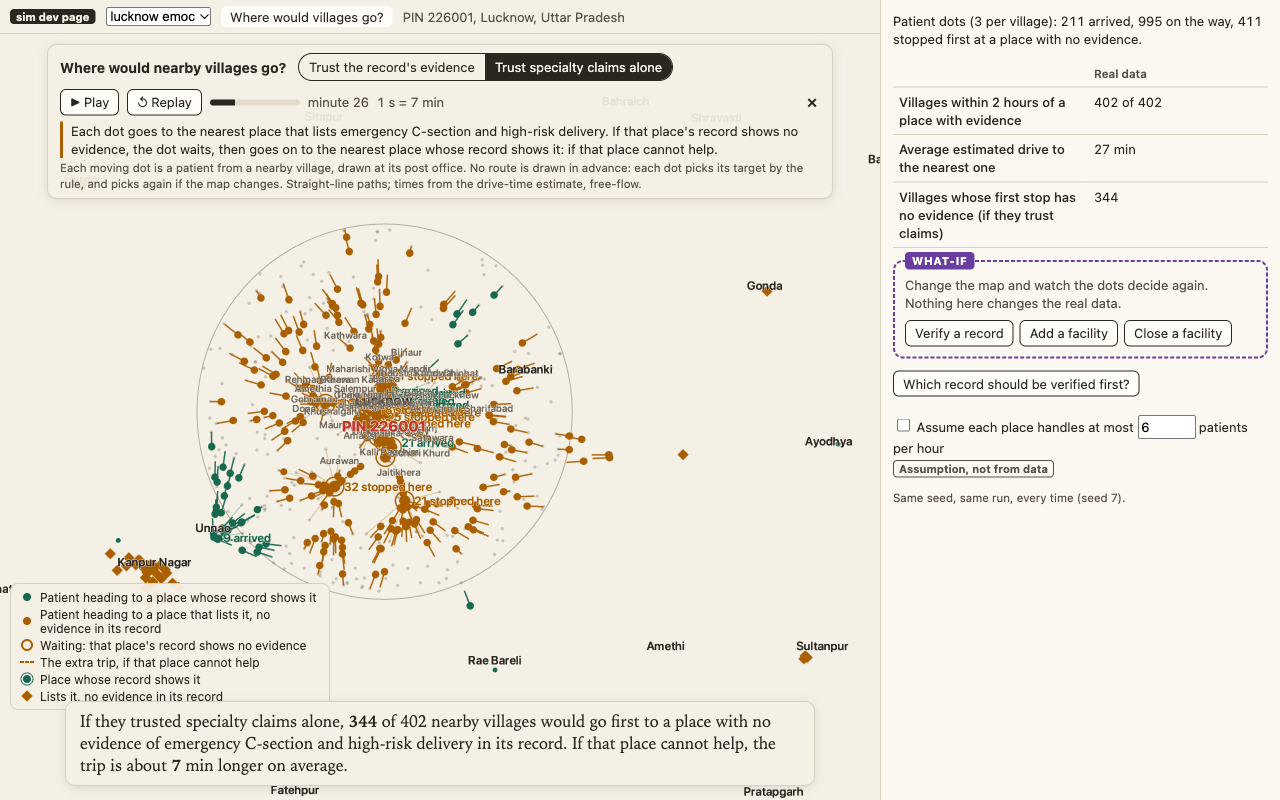 sim dev page
lucknow emoc
Where would villages go?
PIN 226001, Lucknow, Uttar Pradesh
Where would nearby villages go?
Trust the record's evidence
Trust specialty claims alone
Play
Replay
minute 26 1 s = 7 min
Sitapur
Bahraich
Shravasti
Each dot goes to the nearest place that lists emergency C-section and high-risk delivery. If that place's record shows no
evidence, the dot waits, then goes on to the nearest place whose record shows it: if that place cannot help.
Each moving dot is a patient from a nearby village, drawn at its post office. No route is drawn in advance: each dot picks its target by the
rule, and picks again if the map changes. Straight-line paths; times from the drive-time estimate, free-flow.
Ba
Gonda
Kathwara
Kotwa
Bijnaur
Barabanki
PIN 226001
21 arrived
Ayodhya
Aurawan
Jaitikhera
32 stopped here
21 stopped here
Unnao
9 arrived
Kanpur Nagar
Patient heading to a place whose record shows it
Patient heading to a place that lists it, no
evidence in its record
Waiting: that place's record shows no evidence
The extra trip, if that place cannot help
Place whose record shows it
Lists it, no evidence in its record
Amethi
Sultanpur
Rae Bareli
If they trusted specialty claims alone, 344 of 402 nearby villages would go first to a place with no
evidence of emergency C-section and high-risk delivery in its record. If that place cannot help, the
trip is about 7 min longer on average.
Fatehpur
Pratapgarh
Patient dots (3 per village): 211 arrived, 995 on the way, 411
stopped first at a place with no evidence.
Real data
Villages within 2 hours of a
place with evidence
402 of 402
Average estimated drive to
the nearest one
27 min
Villages whose first stop has
no evidence (if they trust
claims)
344
WHAT-IF
Change the map and watch the dots decide again.
Nothing here changes the real data.
Verify a record
Add a facility
Close a facility
Which record should be verified first?
Assume each place handles at most 6 patients
per hour
Assumption, not from data
Same seed, same run, every time (seed 7).